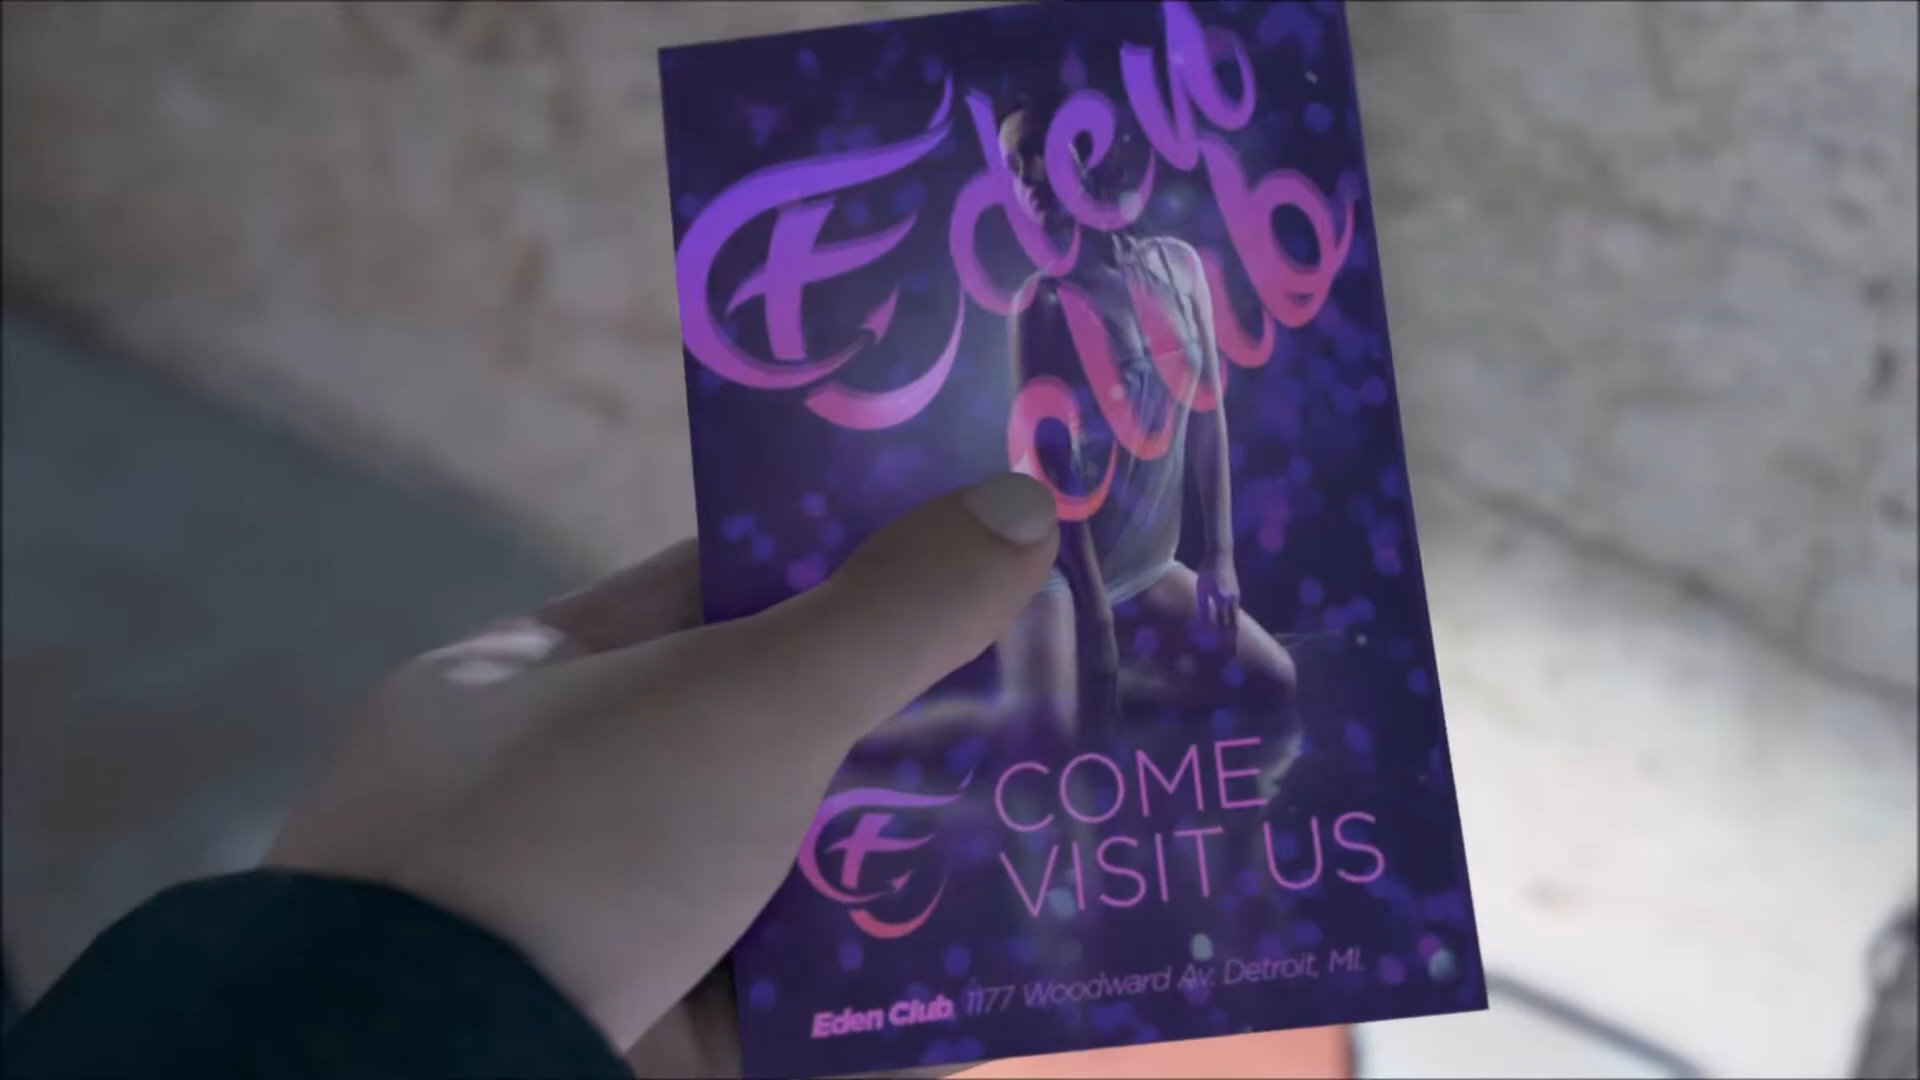 Eden
club
COME
VISIT US
Eden Club 1177 Woodward Av. Detroit, MI.